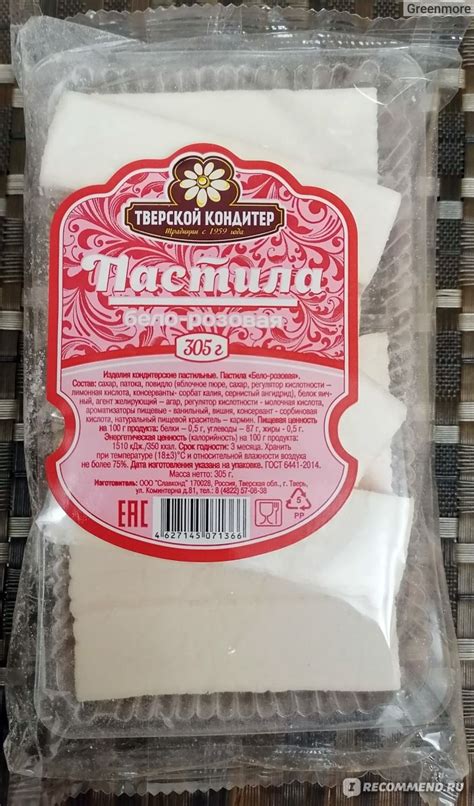 Greenmore
ТВЕРСКОЙ КОНДИТЕР
Традиции с 1959 года
Пастила
бело-розовая
305 г
Изделия кондитерские пастильные. Пастила «Бело-розовая».
Состав: сахар, патока, повидло (яблочное пюре, сахар, регулятор кислотности –
лимонная кислота, консерванты- сорбат калия, сернистый ангидрид), белок яич-
ный, агент желирующий – агар, регулятор кислотности - молочная кислота,
ароматизаторы пищевые - ванильный, вишня, консервант - сорбиновая
кислота, натуральный пищевой краситель – кармин. Пищевая ценность
на 100 г продукта: белки – 0,5 г, углеводы – 87 г, жиры - 0,5 г.
Энергетическая ценность (калорийность) на 100 г продукта:
1510 кДж./350 ккал. Срок годности: 3 месяца. Хранить
при температуре (18±3)°С и относительной влажности воздуха
не более 75%. Дата изготовления указана на упаковке. ГОСТ 6441-2014.
Масса нетто: 305 г.
Изготовитель: ООО "Славконд" 170028, Россия, Тверская обл., г. Тверь,
ул. Коминтерна д.81, тел.: 8 (4822) 57-08-38
EAC
5
PP
4 627145 071366
I RECOMMEND.RU